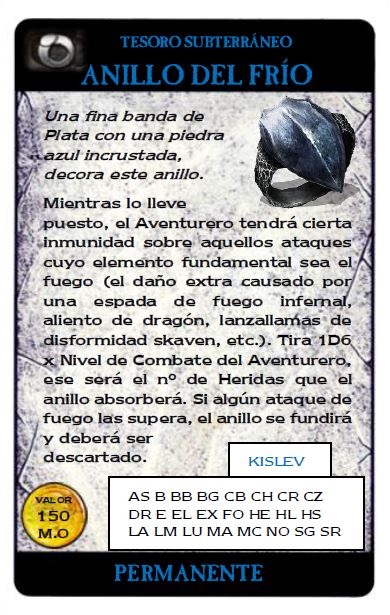 TESORO SUBTERRÁNEO
ANILLO DEL FRÍO
Una fina banda de
Plata con una piedra
azul incrustada,
decora este anillo.
Mientras lo lleve
puesto, el Aventurero tendrá cierta
inmunidad sobre aquellos ataques
cuyo elemento fundamental sea el
fuego (el daño extra causado por
una espada de fuego infernal,
aliento de dragón, lanzallamas de
disformidad skaven, etc.). Tira 1D6
x Nivel de Combate del Aventurero,
ese será el nº de Heridas que el
anillo absorberá. Si algún ataque de
fuego las supera, el anillo se fundirá
y deberá ser
descartado.
KISLEV
VALOR
150
M.O
AS B BB BG CB CH CR CZ
DR E EL EX FO HE HL HS
LA LM LU MA MC NO SG SR
PERMANENTE